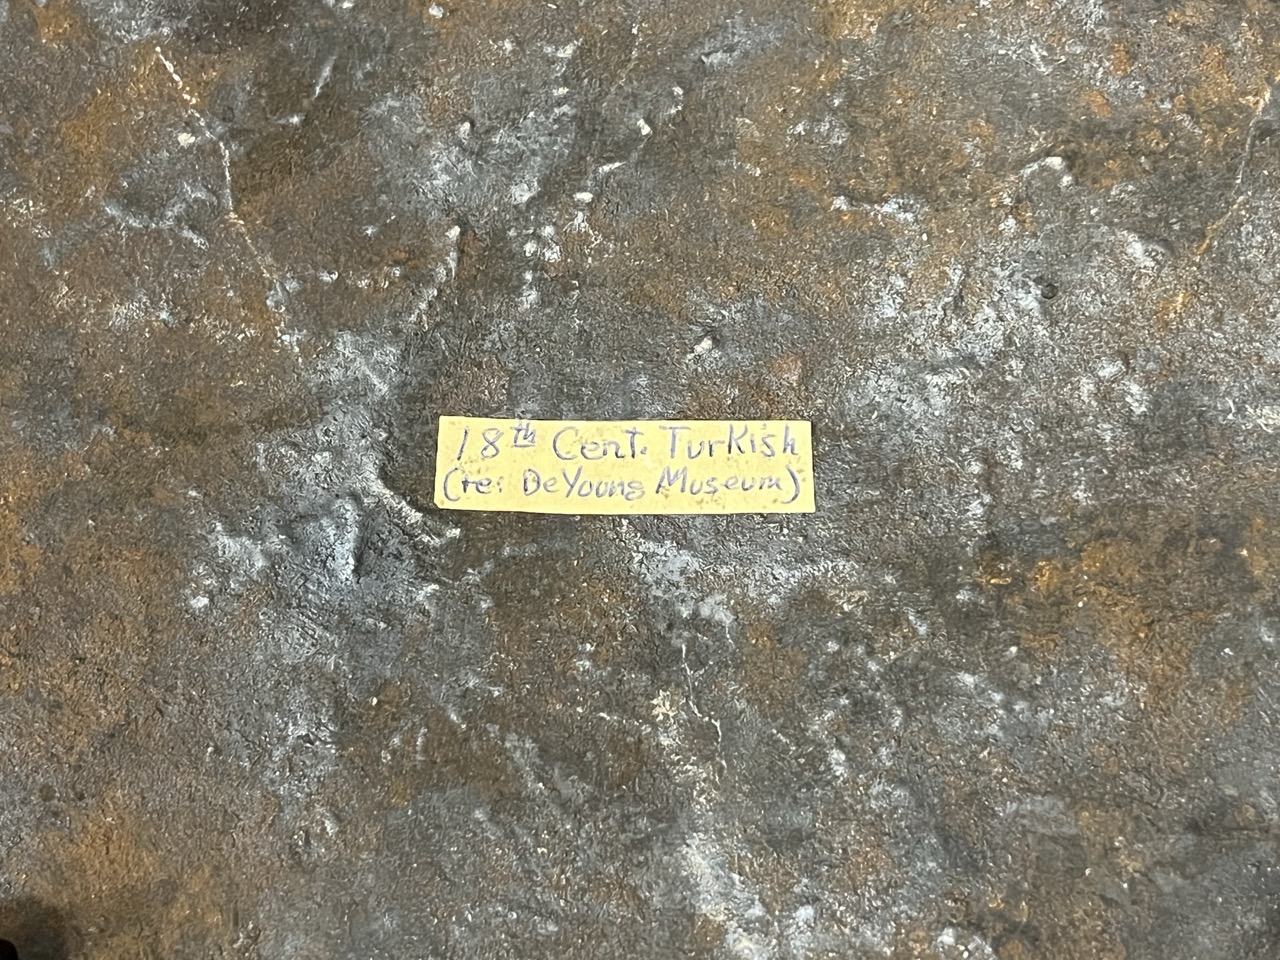 18th Cent. Turkish
(re: DeYoung Museum)